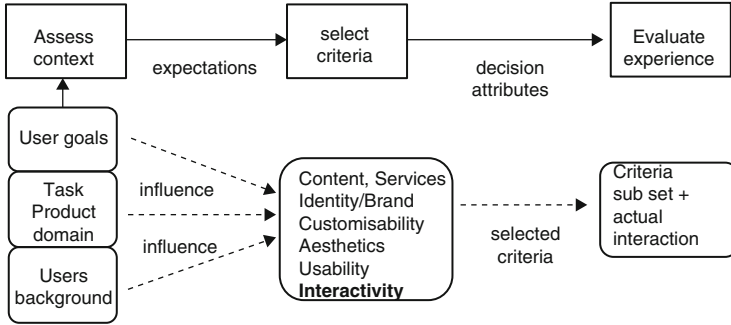 Assess
context
expectations
select
criteria
decision
attributes
Evaluate
experience
User goals
Task
Product
domain
Users
background
influence
influence
Content, Services
Identity/Brand
Customisability
Aesthetics
Usability
Interactivity
selected
criteria
Criteria
sub set +
actual
interaction